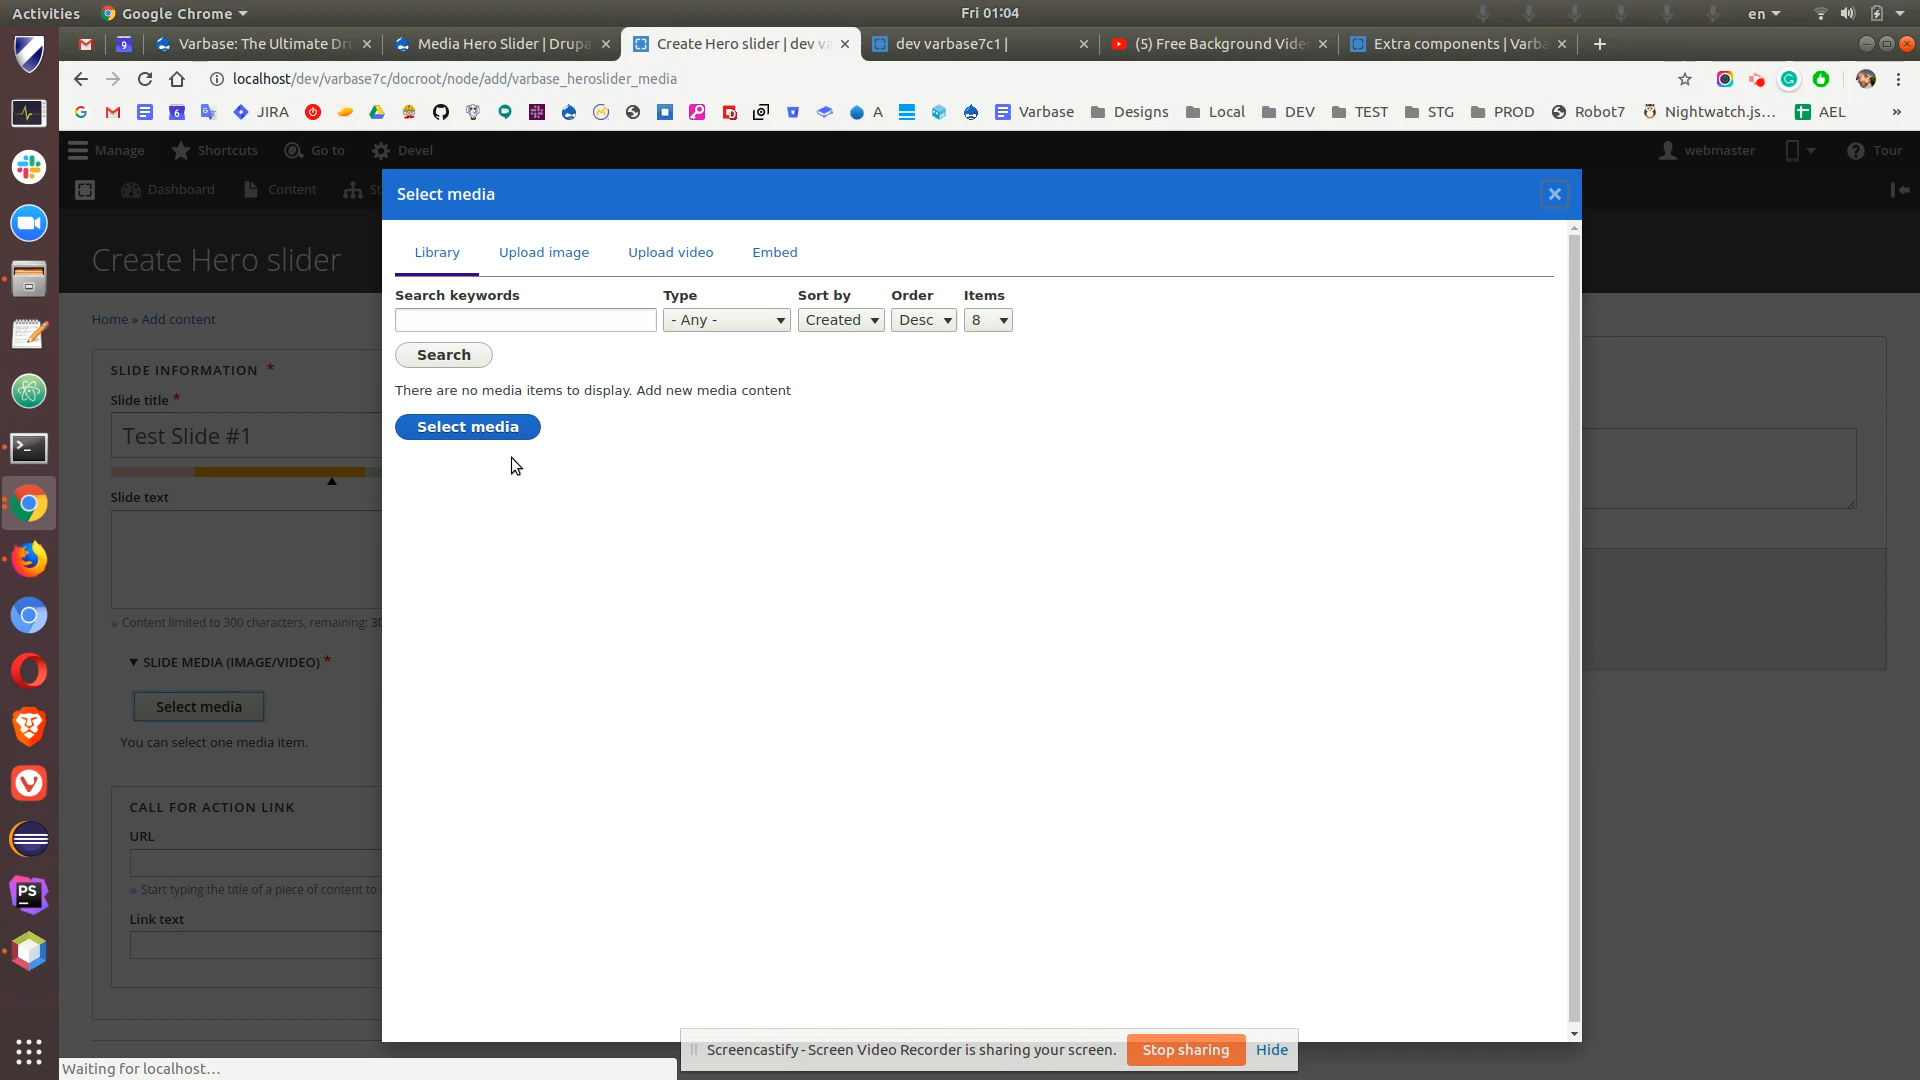 Activities
Google Chrome
Fri 01:04
en
9
Varbase: The Ultimate Dru
Media Hero Slider | Drupa
Create Hero slider | dev va
dev varbase7c1 |
(5) Free Background Vide
Extra components | Varba
localhost/dev/varbase7c/docroot/node/add/varbase_heroslider_media
6
JIRA
A
Varbase
Designs
Local
DEV
TEST
STG
PROD
Robot7
Nightwatch.js...
AEL
»
Manage
Shortcuts
Go to
Devel
webmaster
Tour
Dashboard
Content
St
Create Hero slider
Home » Add content
SLIDE INFORMATION *
Slide title *
Test Slide #1
Slide text
» Content limited to 300 characters, remaining: 30
▼ SLIDE MEDIA (IMAGE/VIDEO) *
Select media
You can select one media item.
CALL FOR ACTION LINK
URL
» Start typing the title of a piece of content to s
Link text
Select media
Library
Upload image
Upload video
Embed
Search keywords
Type
Sort by
Order
Items
- Any -
Created
Desc
8
Search
There are no media items to display. Add new media content
Select media
PS
Waiting for localhost...
Screencastify - Screen Video Recorder is sharing your screen.
Stop sharing
Hide